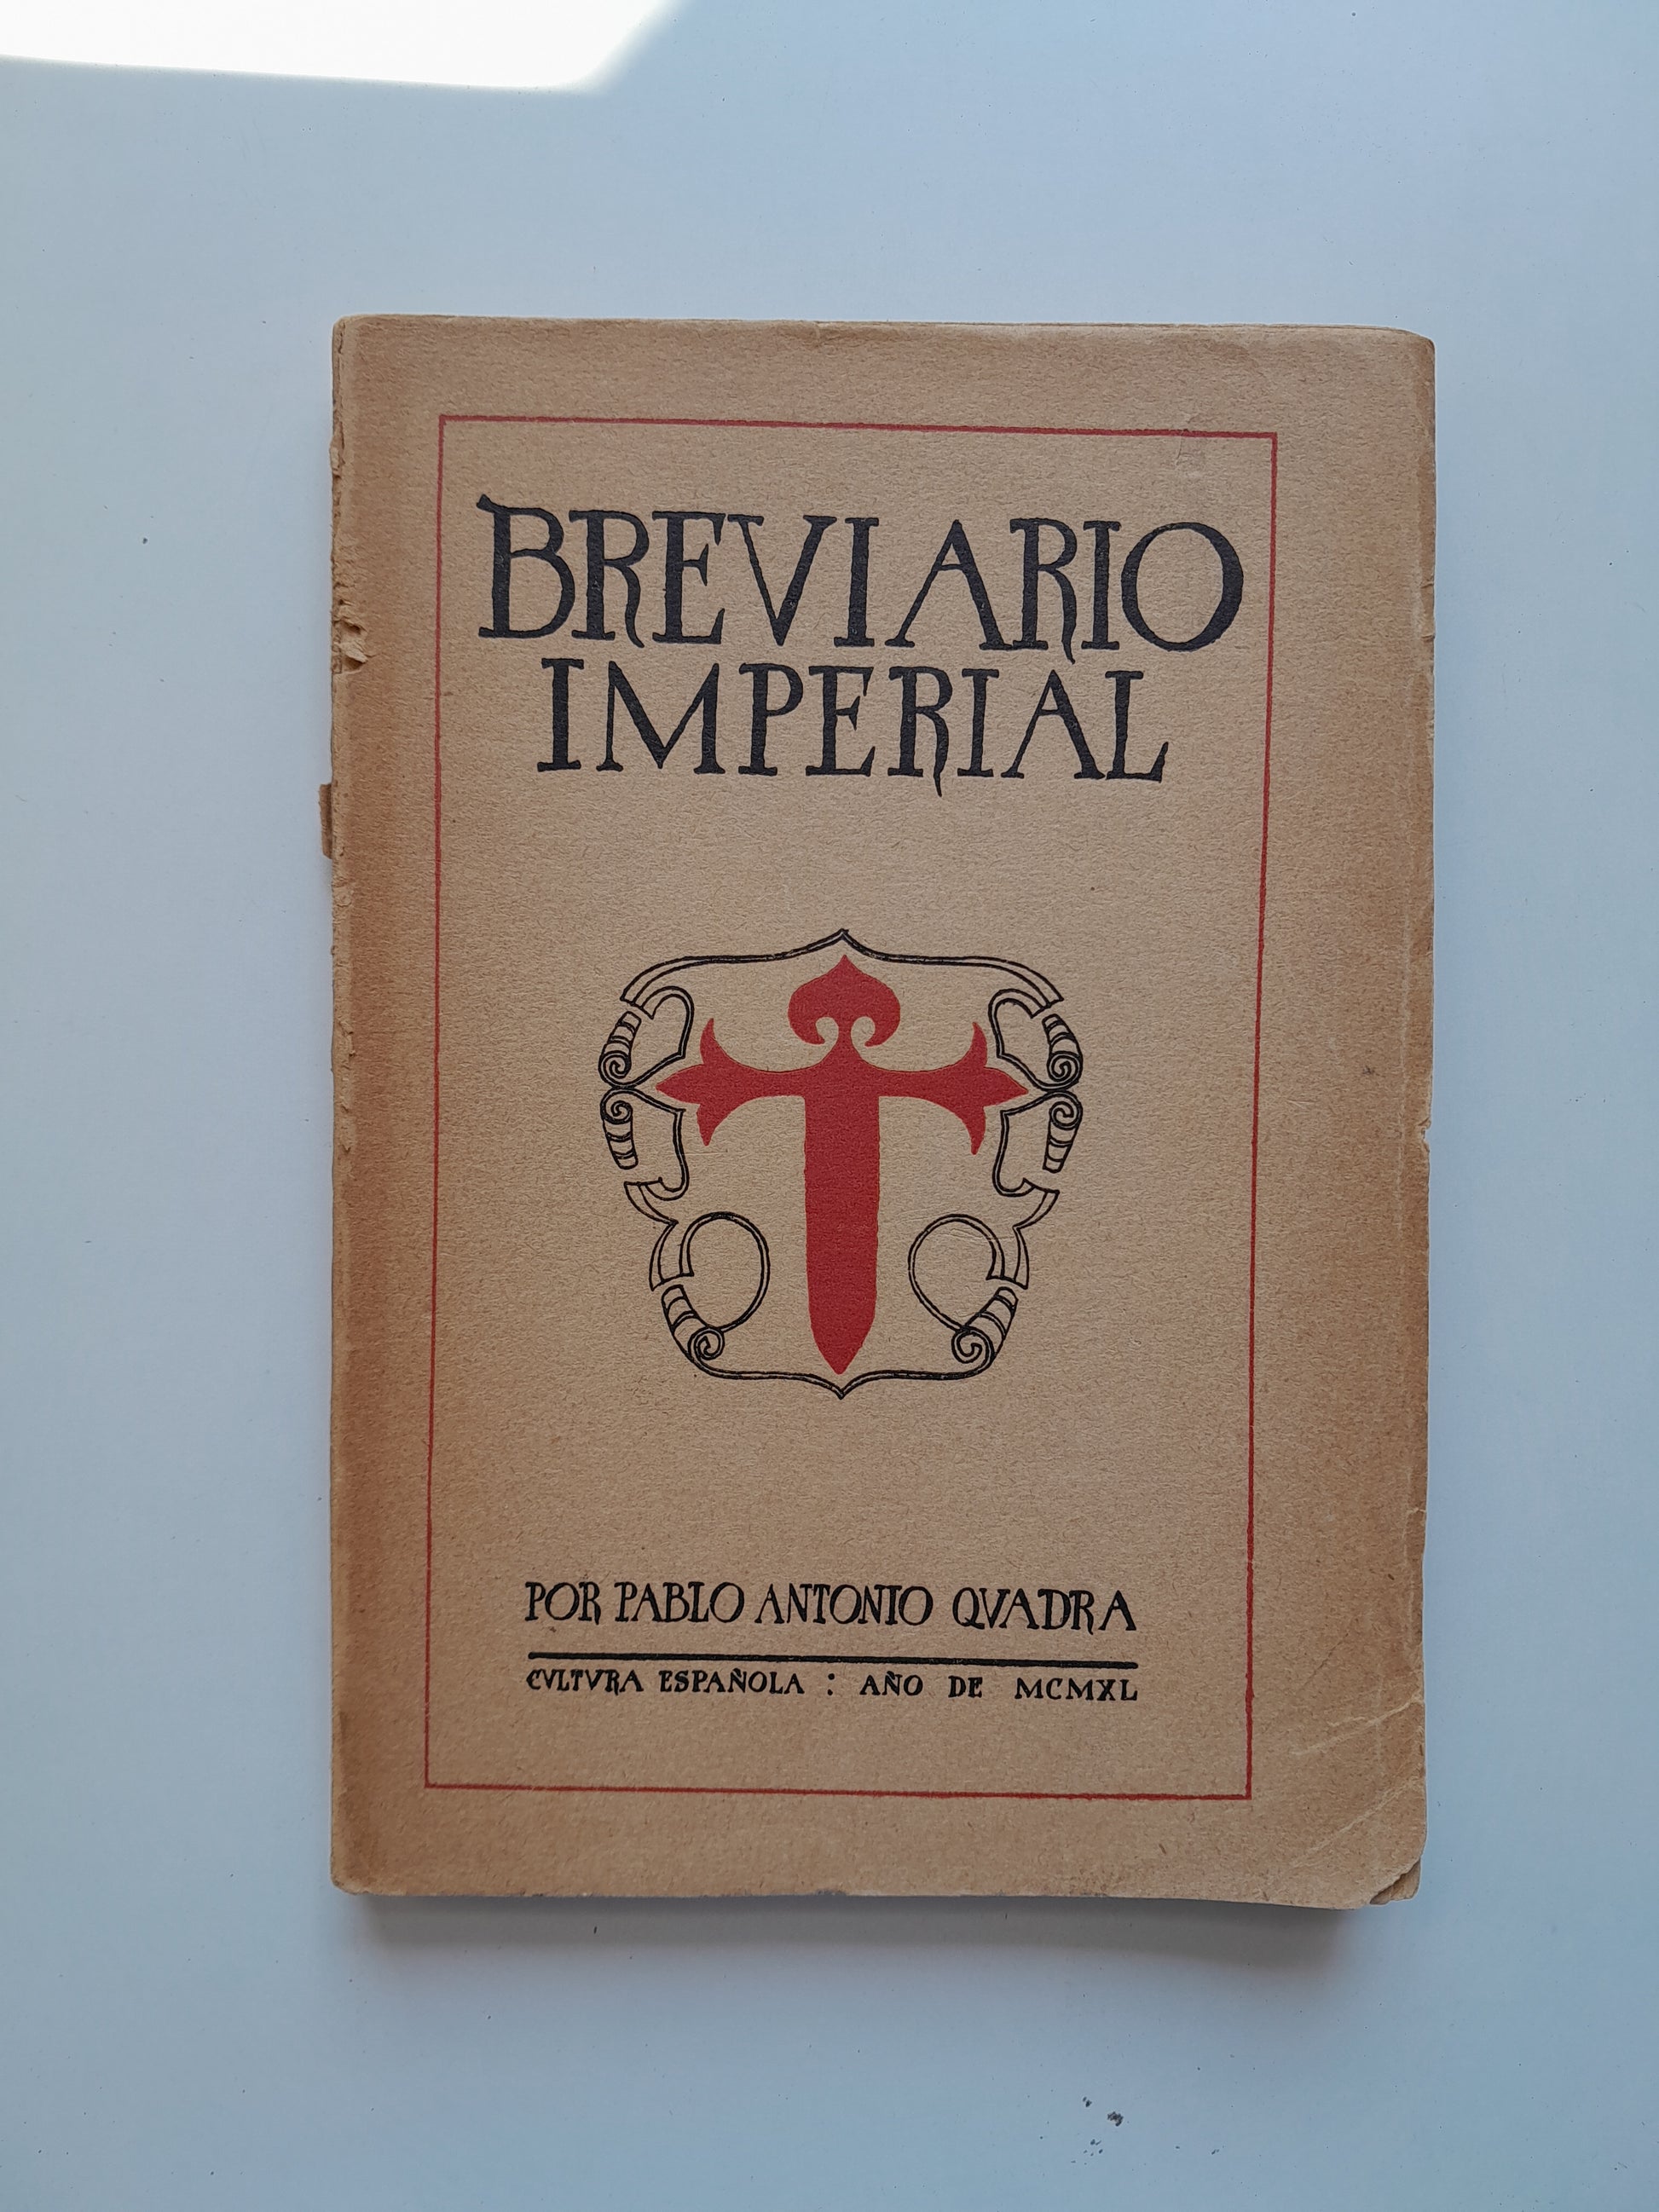 BREVIARIO
IMPERIAL
POR PABLO ANTONIO QVADRA
CVLTVRA ESPAÑOLA : AÑO DE MCMXL